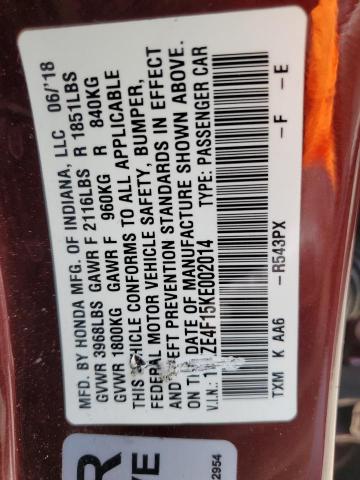 MFD. BY HONDA MFG. OF INDIANA, LLC 06/'18
GVWR 3968LBS GAWR F 2116LBS R 1851LBS
GVWR 1800KG GAWR F 960KG R 840KG
THIS VEHICLE CONFORMS TO ALL APPLICABLE
FEDERAL MOTOR VEHICLE SAFETY, BUMPER,
AND THEFT PREVENTION STANDARDS IN EFFECT
ON THE DATE OF MANUFACTURE SHOWN ABOVE.
V.I.N.: ZE4F15KE002014 TYPE: PASSENGER CAR
TXM K AA6 -R543PX -F -E
R
VE
2954